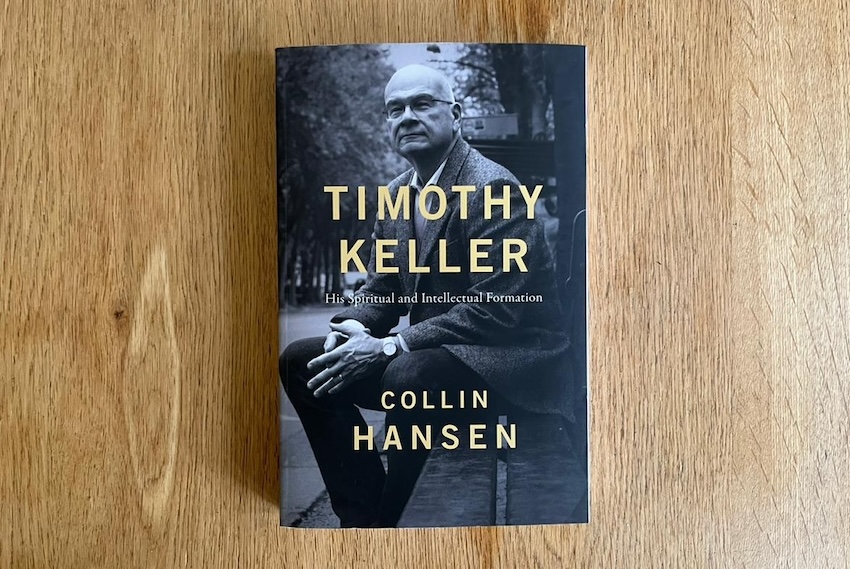 TIMOTHY
KELLER
His Spiritual and Intellectual Formation
COLLIN
HANSEN